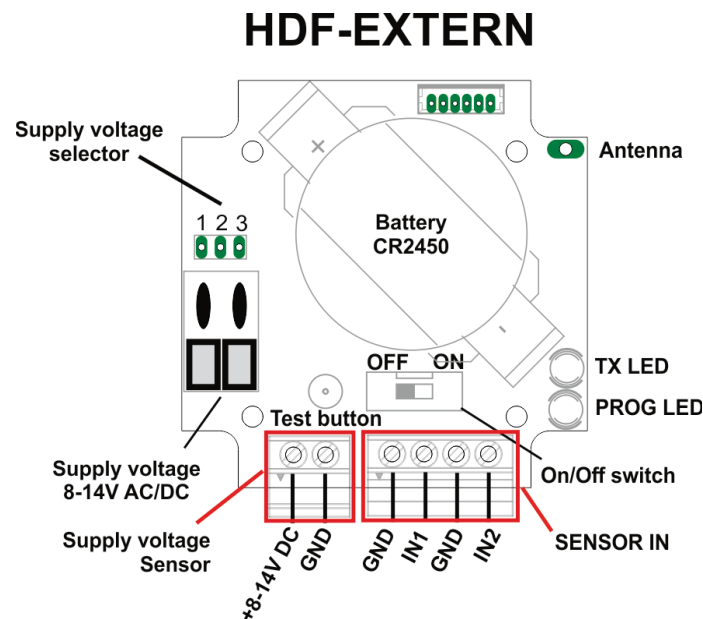 HDF-EXTERN
Supply voltage
selector
Antenna
1 2 3
+
Battery
CR2450
-
OFF ON
TX LED
PROG LED
Test button
Supply voltage
8-14V AC/DC
On/Off switch
Supply voltage
Sensor
SENSOR IN
+8-14V DC
GND
GND
IN1
GND
IN2